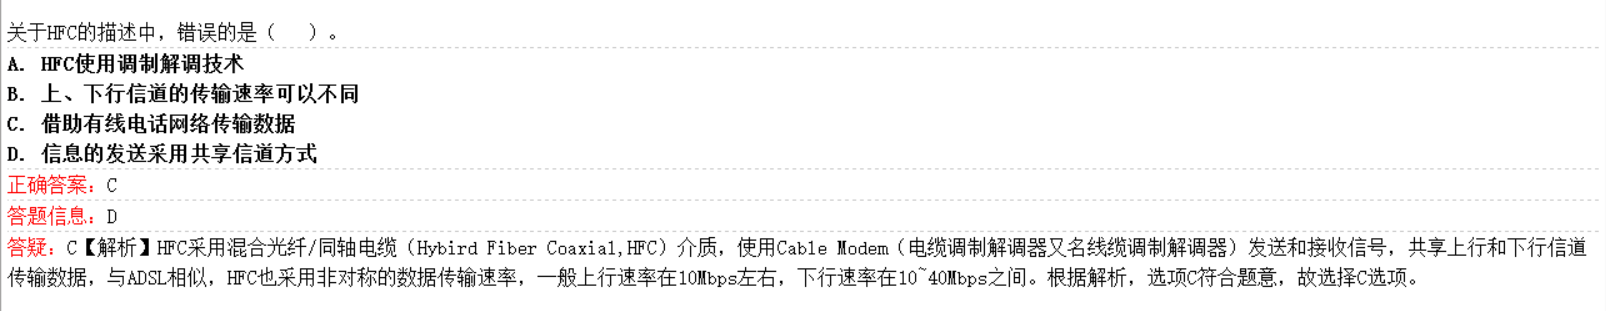 关于HFC的描述中，错误的是（　　）。
A. HFC使用调制解调技术
B. 上、下行信道的传输速率可以不同
C. 借助有线电话网络传输数据
D. 信息的发送采用共享信道方式
正确答案：C
答题信息：D
答疑：C【解析】HFC采用混合光纤/同轴电缆（Hybird Fiber Coaxial,HFC）介质，使用Cable Modem（电缆调制解调器又名线缆调制解调器）发送和接收信号，共享上行和下行信道
传输数据，与ADSL相似，HFC也采用非对称的数据传输速率，一般上行速率在10Mbps左右，下行速率在10~40Mbps之间。根据解析，选项C符合题意，故选择C选项。